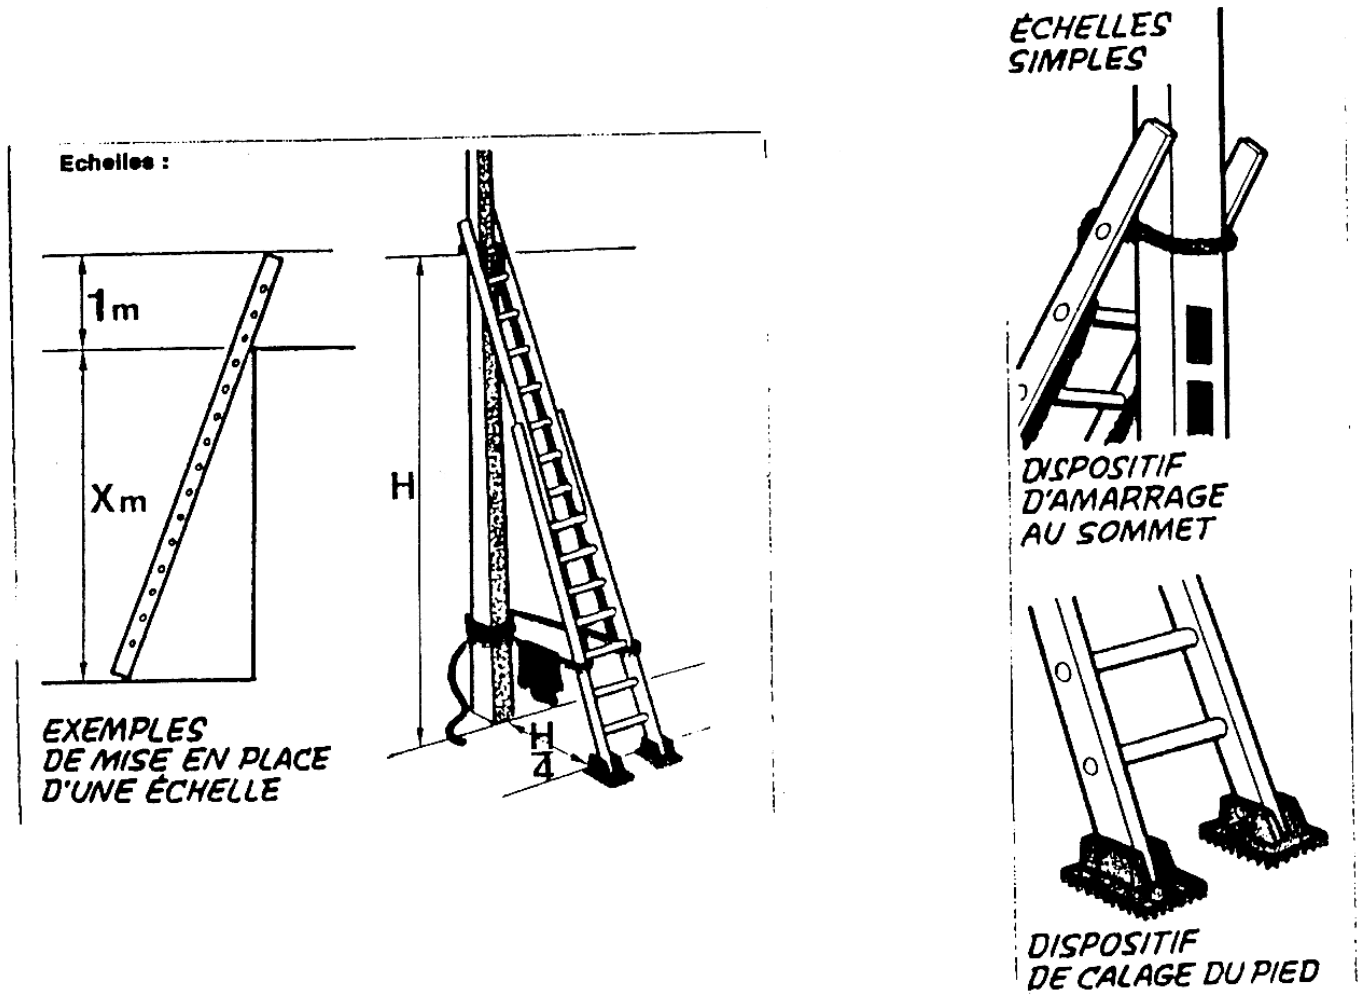 Echelles :
1m
Xm
EXEMPLES
DE MISE EN PLACE
D'UNE ÉCHELLE
H
H
4
ÉCHELLES
SIMPLES
DISPOSITIF
D'AMARRAGE
AU SOMMET
DISPOSITIF
DE CALAGE DU PIED